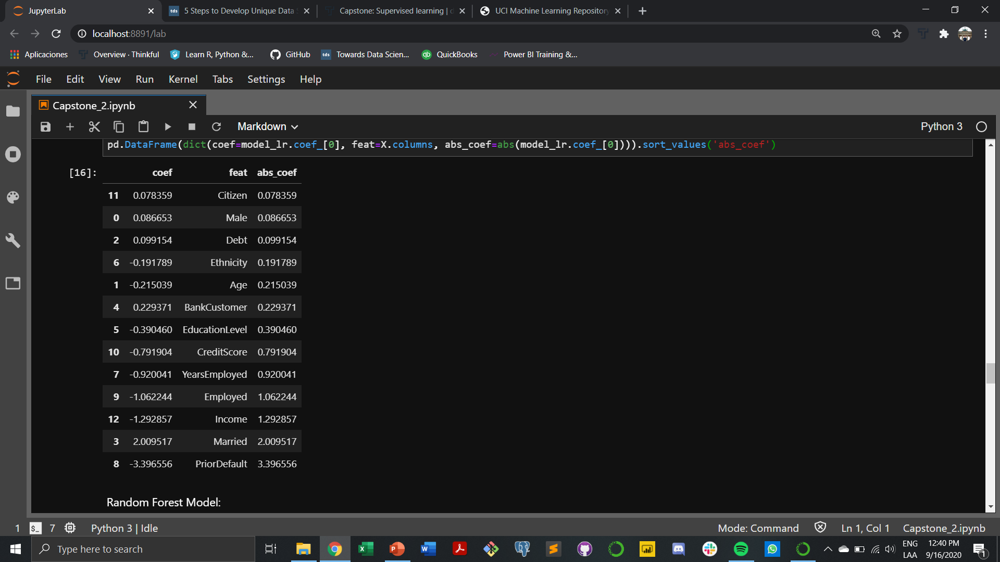 JupyterLab
5 Steps to Develop Unique Data
Capstone: Supervised learning |
UCI Machine Learning Repository
localhost:8891/lab
Aplicaciones
Overview · Thinkful
Learn R, Python &...
GitHub
tds
Towards Data Scien...
qb
QuickBooks
Power BI Training &...
File Edit View Run Kernel Tabs Settings Help
Capstone_2.ipynb
Markdown
Python 3
pd.DataFrame(dict(coef=model_lr.coef_[0], feat=X.columns, abs_coef=abs(model_lr.coef_[0]))).sort_values('abs_coef')
[16]: coef feat abs_coef
11 0.078359 Citizen 0.078359
0 0.086653 Male 0.086653
2 0.099154 Debt 0.099154
6 -0.191789 Ethnicity 0.191789
1 -0.215039 Age 0.215039
4 0.229371 BankCustomer 0.229371
5 -0.390460 EducationLevel 0.390460
10 -0.791904 CreditScore 0.791904
7 -0.920041 YearsEmployed 0.920041
9 -1.062244 Employed 1.062244
12 -1.292857 Income 1.292857
3 2.009517 Married 2.009517
8 -3.396556 PriorDefault 3.396556
Random Forest Model:
1 $_ 7 Python 3 | Idle
Mode: Command Ln 1, Col 1 Capstone_2.ipynb
Type here to search
ENG
LAA
12:40 PM
9/16/2020
1